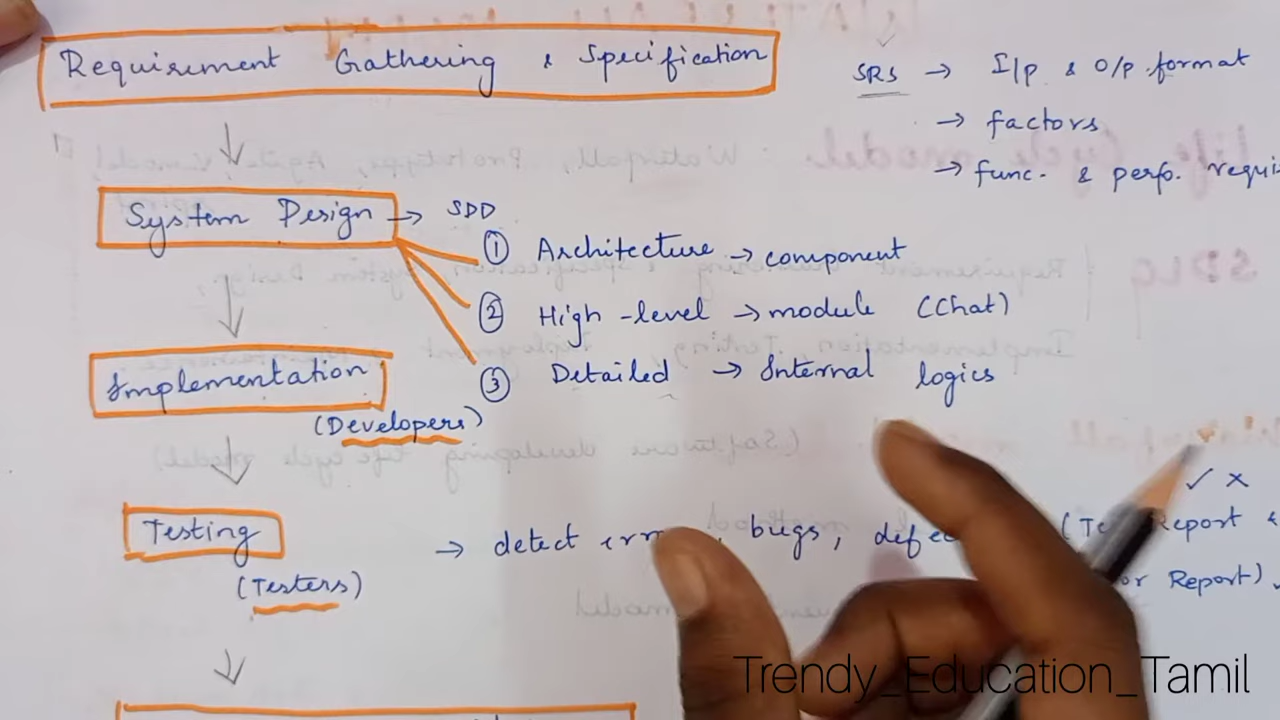 Requirement Gathering & Specification
SRS → I/p & O/p format
→ factors
→ func. & perfo.
System Design → SDD
① Architecture → component
② High-level → module (Chat)
③ Detailed → Internal logics
Implementation
(Developers)
✓ ×
Testing
→ detect bugs,
Report
Report)
(Testers)
Trendy_Education_Tamil